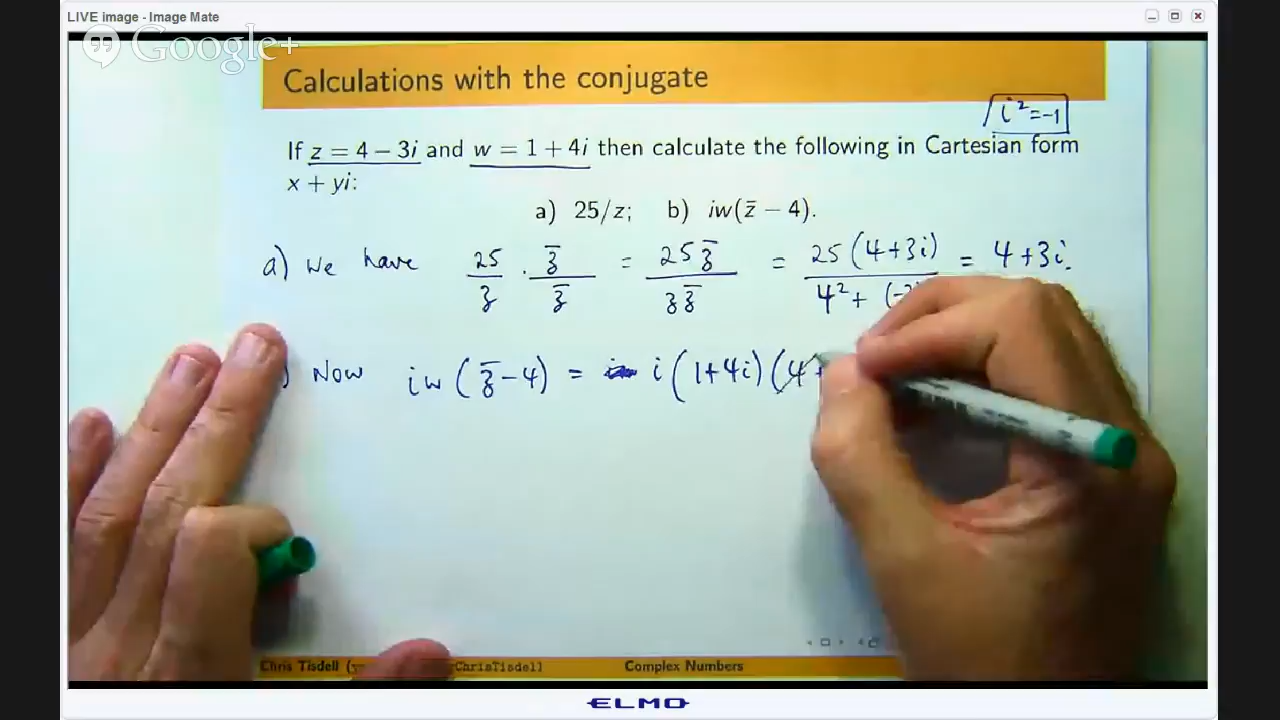 LIVE image - Image Mate
Google+
Calculations with the conjugate
i² = -1
If z = 4 − 3i and w = 1 + 4i then calculate the following in Cartesian form
x + yi:
a) 25/z; b) iw(z̄ − 4).
a) We have 25/z · z̄/z̄ = 25z̄/zz̄ = 25(4+3i)/4² + (- = 4+3i.
) Now iw(z̄-4) = i(1+4i)(4+
Chris Tisdell ( ChrisTisdell Complex Numbers
ELMO